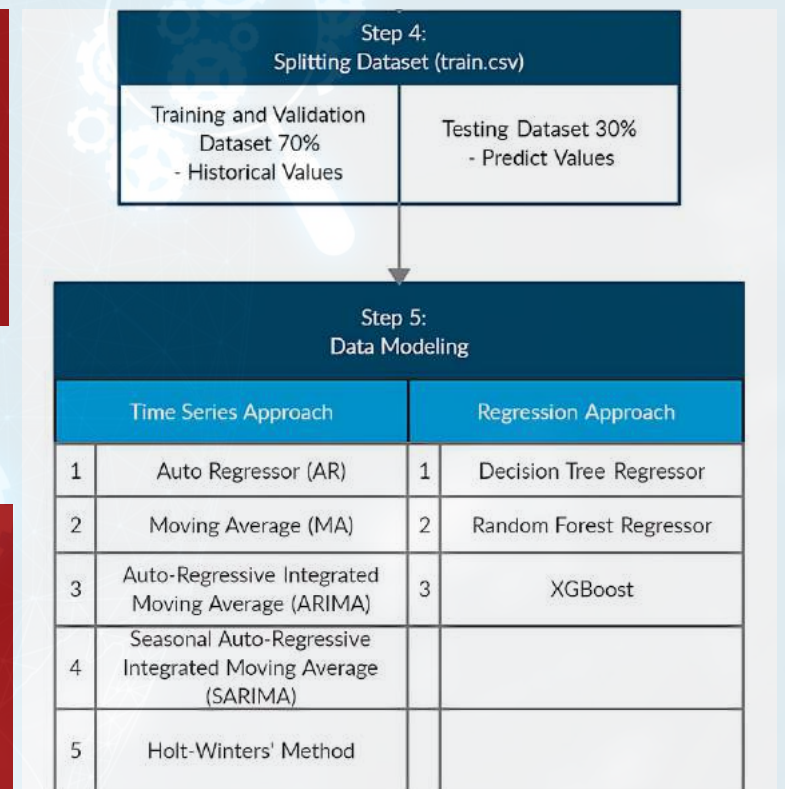 Step 4:
Splitting Dataset (train.csv)
Training and Validation
Dataset 70%
- Historical Values
Testing Dataset 30%
- Predict Values
Step 5:
Data Modeling
Time Series Approach
Regression Approach
1
Auto Regressor (AR)
1
Decision Tree Regressor
2
Moving Average (MA)
2
Random Forest Regressor
3
Auto-Regressive Integrated
Moving Average (ARIMA)
3
XGBoost
4
Seasonal Auto-Regressive
Integrated Moving Average
(SARIMA)
5
Holt-Winters' Method